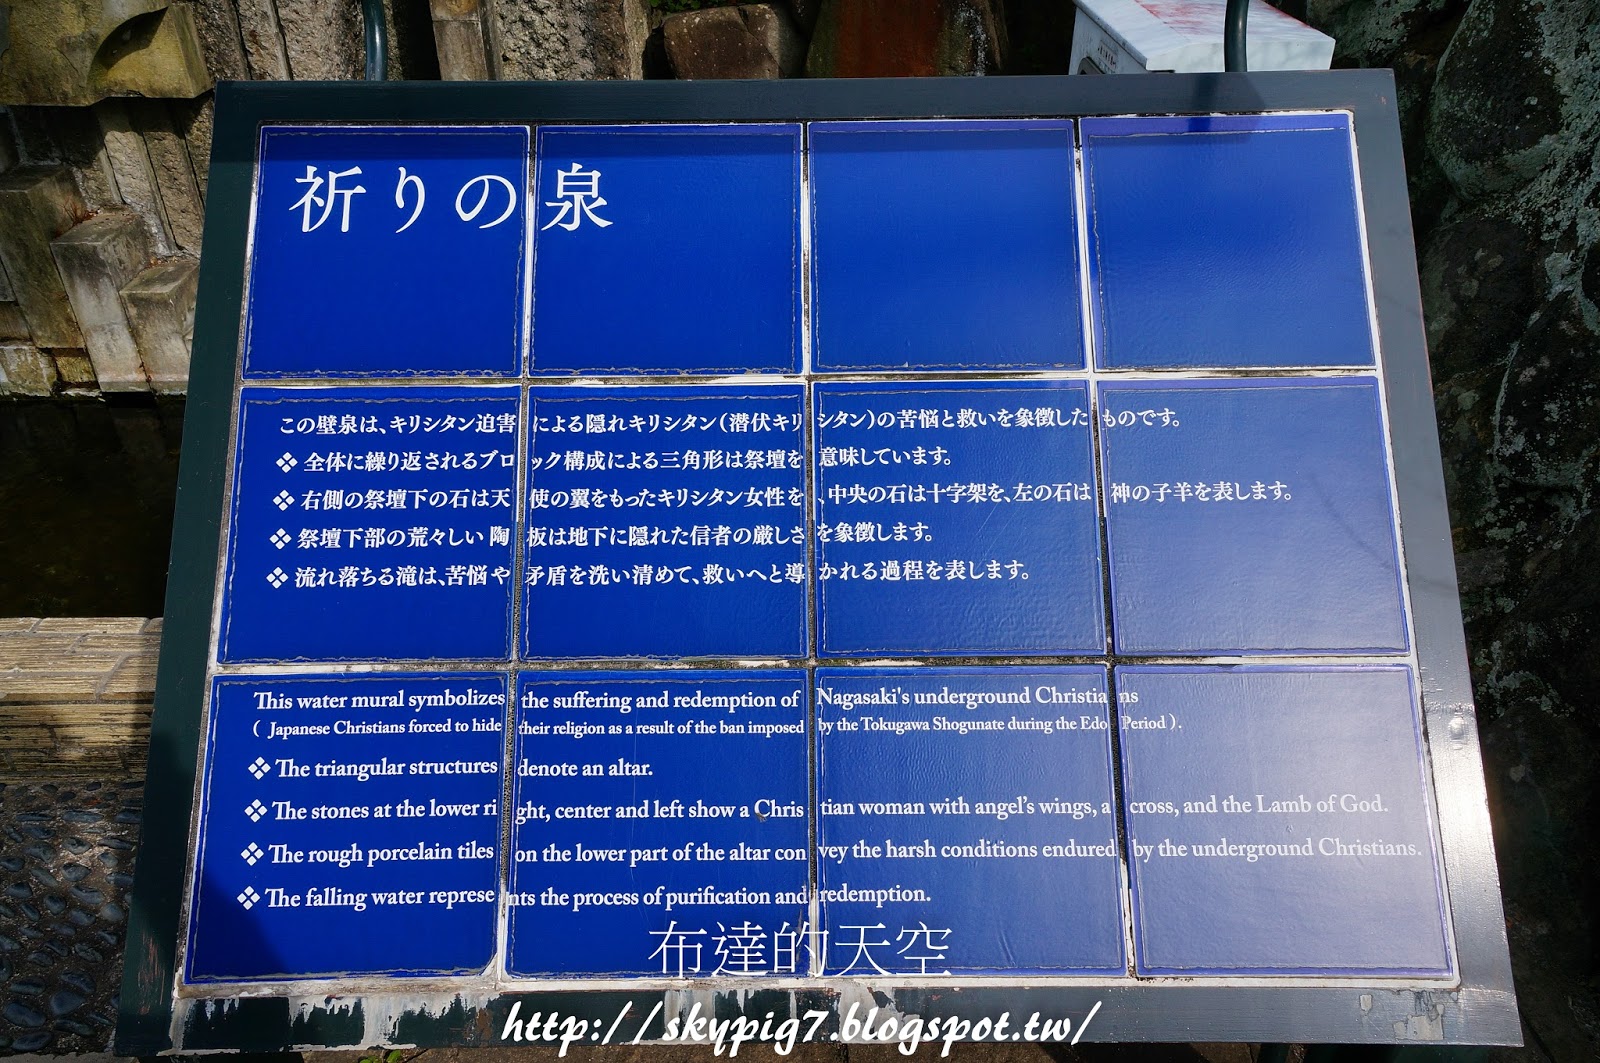 祈りの泉
この壁泉は、キリシタン迫害による隠れキリシタン(潜伏キリシタン)の苦悩と救いを象徴したものです。
❖ 全体に繰り返されるブロック構成による三角形は祭壇を意味しています。
❖ 右側の祭壇下の石は天使の翼をもったキリシタン女性を、中央の石は十字架を、左の石は神の子羊を表します。
❖ 祭壇下部の荒々しい陶板は地下に隠れた信者の厳しさを象徴します。
❖ 流れ落ちる滝は、苦悩や矛盾を洗い清めて、救いへと導かれる過程を表します。
This water mural symbolizes the suffering and redemption of Nagasaki's underground Christians
( Japanese Christians forced to hide their religion as a result of the ban imposed by the Tokugawa Shogunate during the Edo Period ).
❖ The triangular structures denote an altar.
❖ The stones at the lower right, center and left show a Christian woman with angel's wings, a cross, and the Lamb of God.
❖ The rough porcelain tiles on the lower part of the altar convey the harsh conditions endured by the underground Christians.
❖ The falling water represents the process of purification and redemption.
布達的天空
http://skypig7.blogspot.tw/